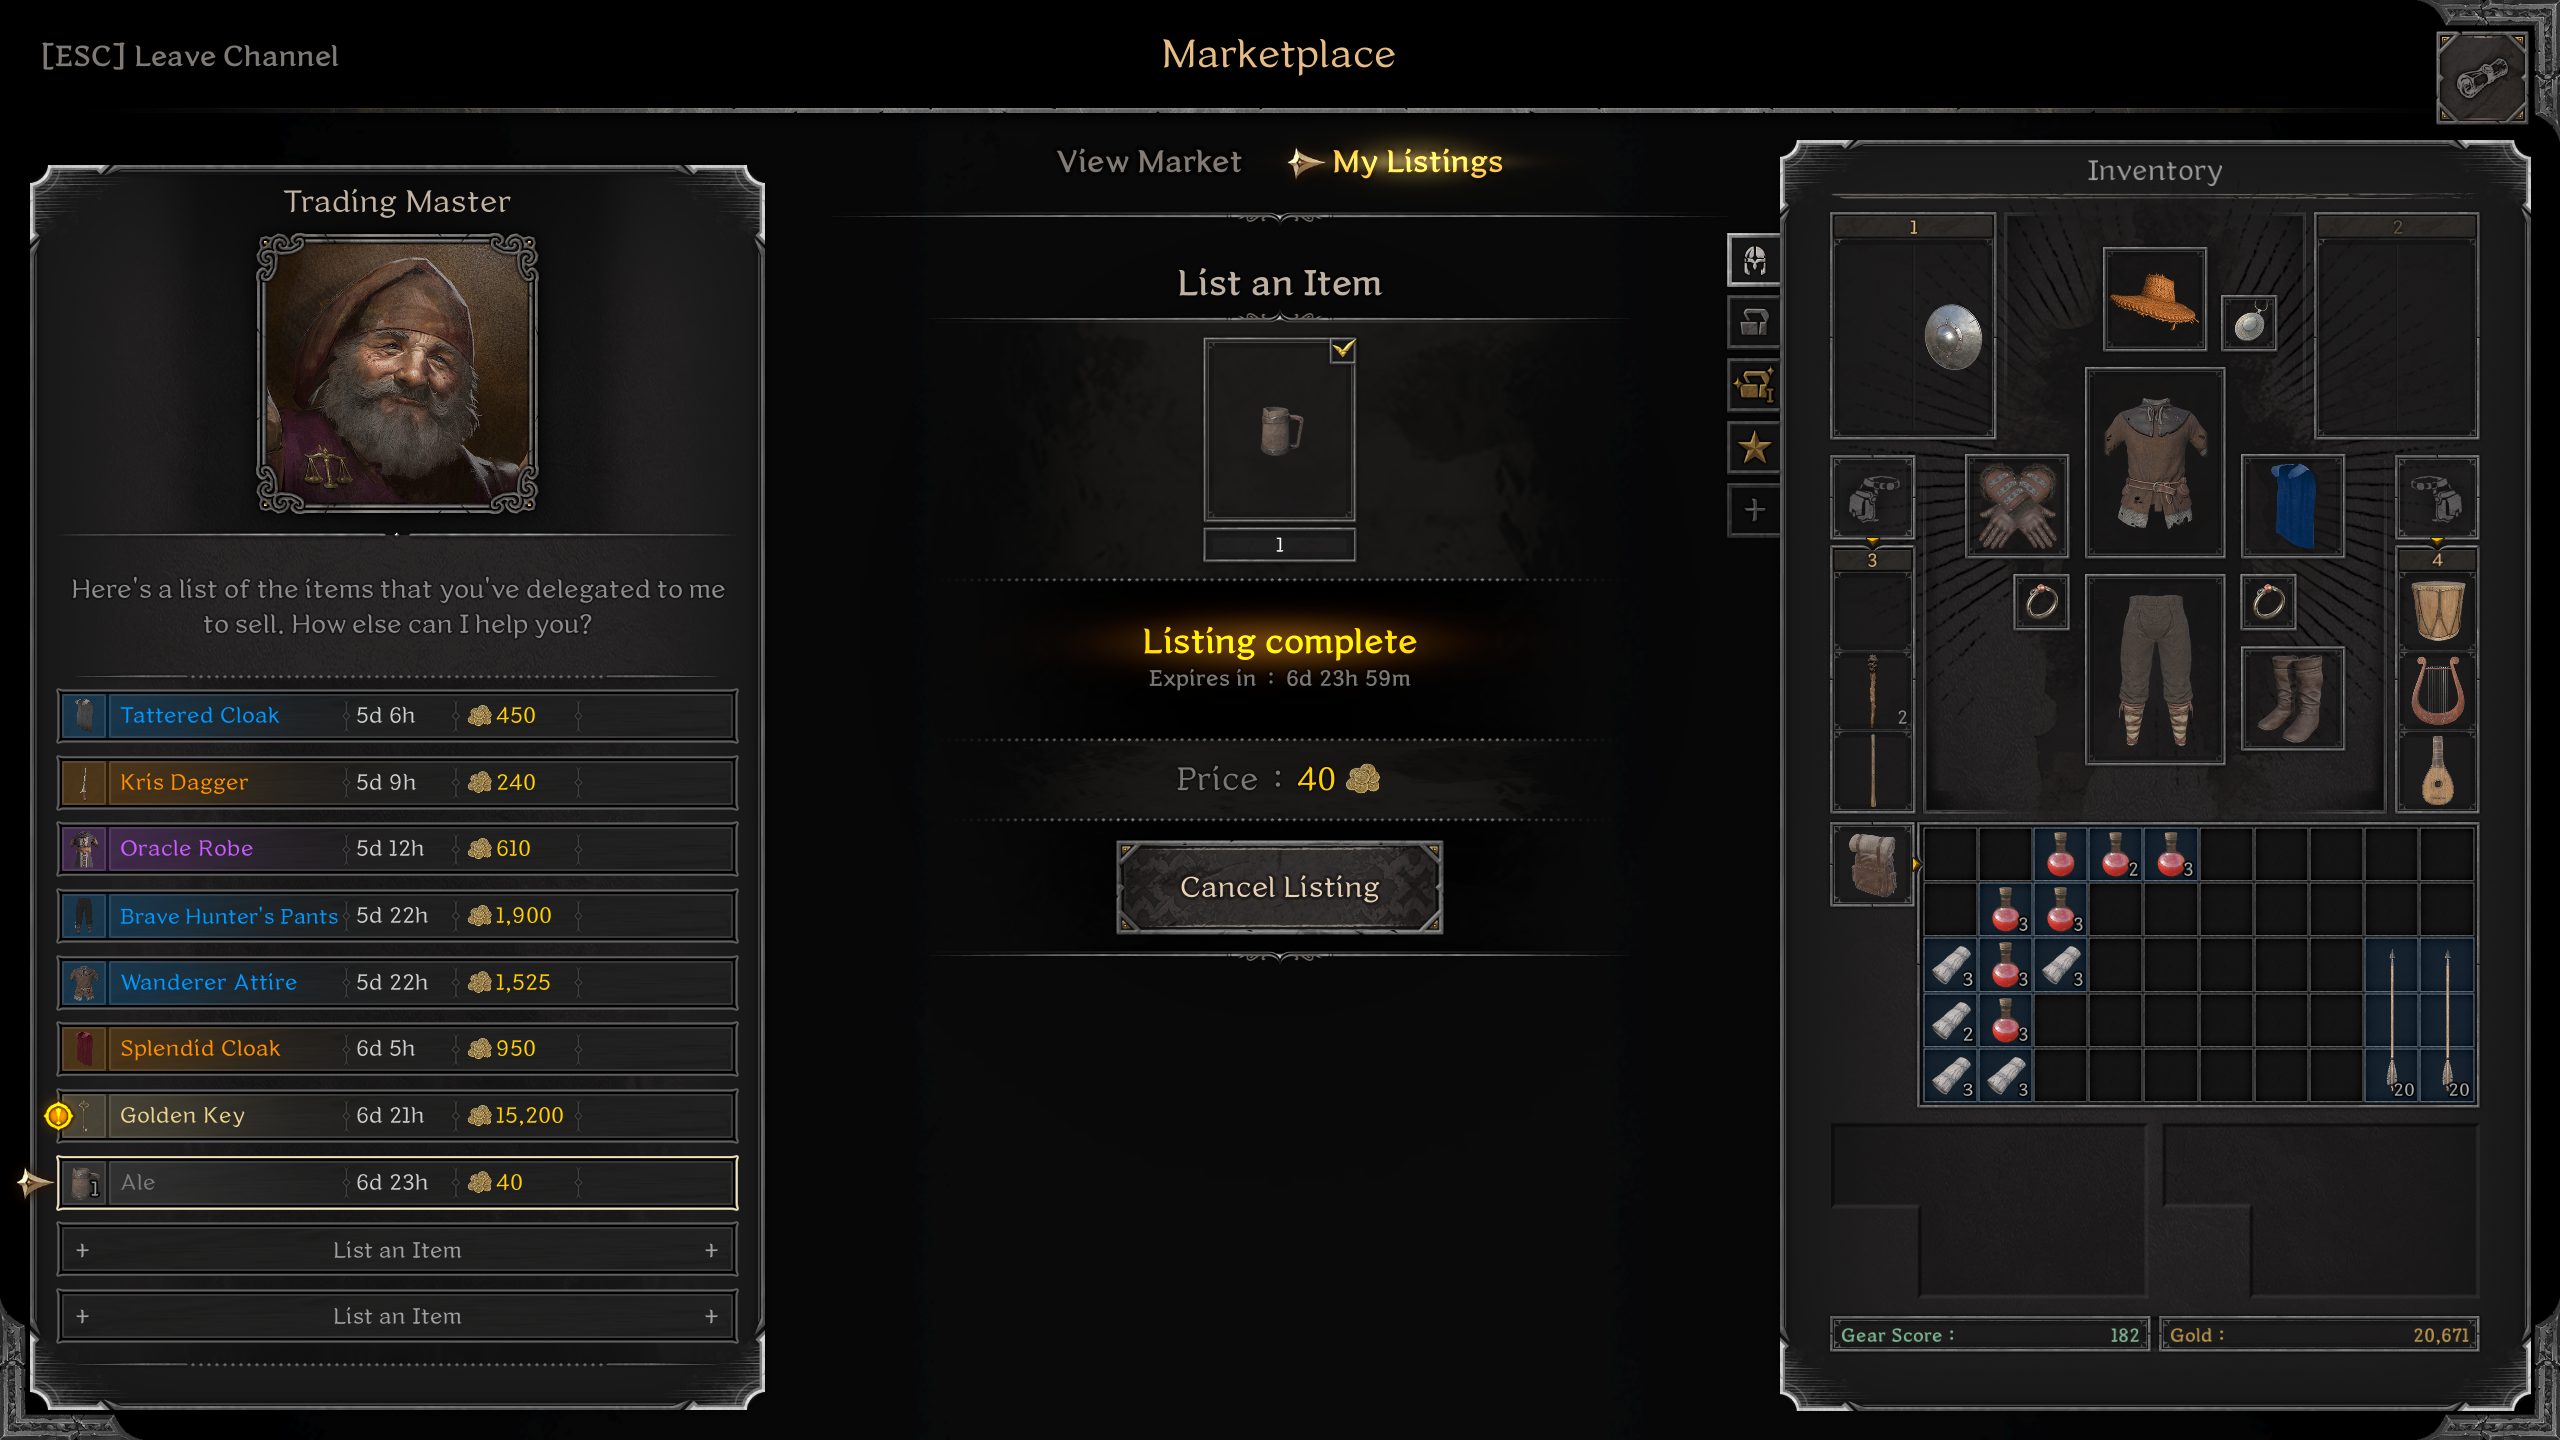 [ESC] Leave Channel
Marketplace
View Market
My Listings
Trading Master
Here's a list of the items that you've delegated to me
to sell. How else can I help you?
Tattered Cloak 5d 6h 450
Kris Dagger 5d 9h 240
Oracle Robe 5d 12h 610
Brave Hunter's Pants 5d 22h 1,900
Wanderer Attire 5d 22h 1,525
Splendid Cloak 6d 5h 950
Golden Key 6d 21h 15,200
1 Ale 6d 23h 40
+ List an Item +
+ List an Item +
List an Item
1
Listing complete
Expires in : 6d 23h 59m
Price : 40
Cancel Listing
Inventory
1
2
3
4
2
2 3
3 3
3 3 3
2 3
3 3 20 20
Gear Score : 182
Gold : 20,671